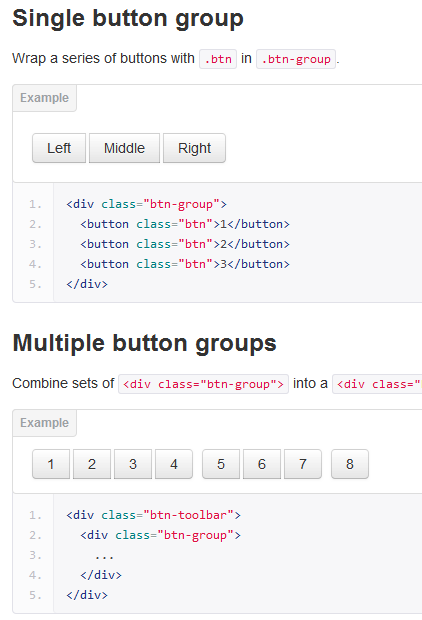 Single button group
Wrap a series of buttons with .btn in .btn-group.
Example
Left Middle Right
1. <div class="btn-group">
2.   <button class="btn">1</button>
3.   <button class="btn">2</button>
4.   <button class="btn">3</button>
5. </div>
Multiple button groups
Combine sets of <div class="btn-group"> into a <div class="
Example
1 2 3 4 5 6 7 8
1. <div class="btn-toolbar">
2.   <div class="btn-group">
3.     ...
4.   </div>
5. </div>